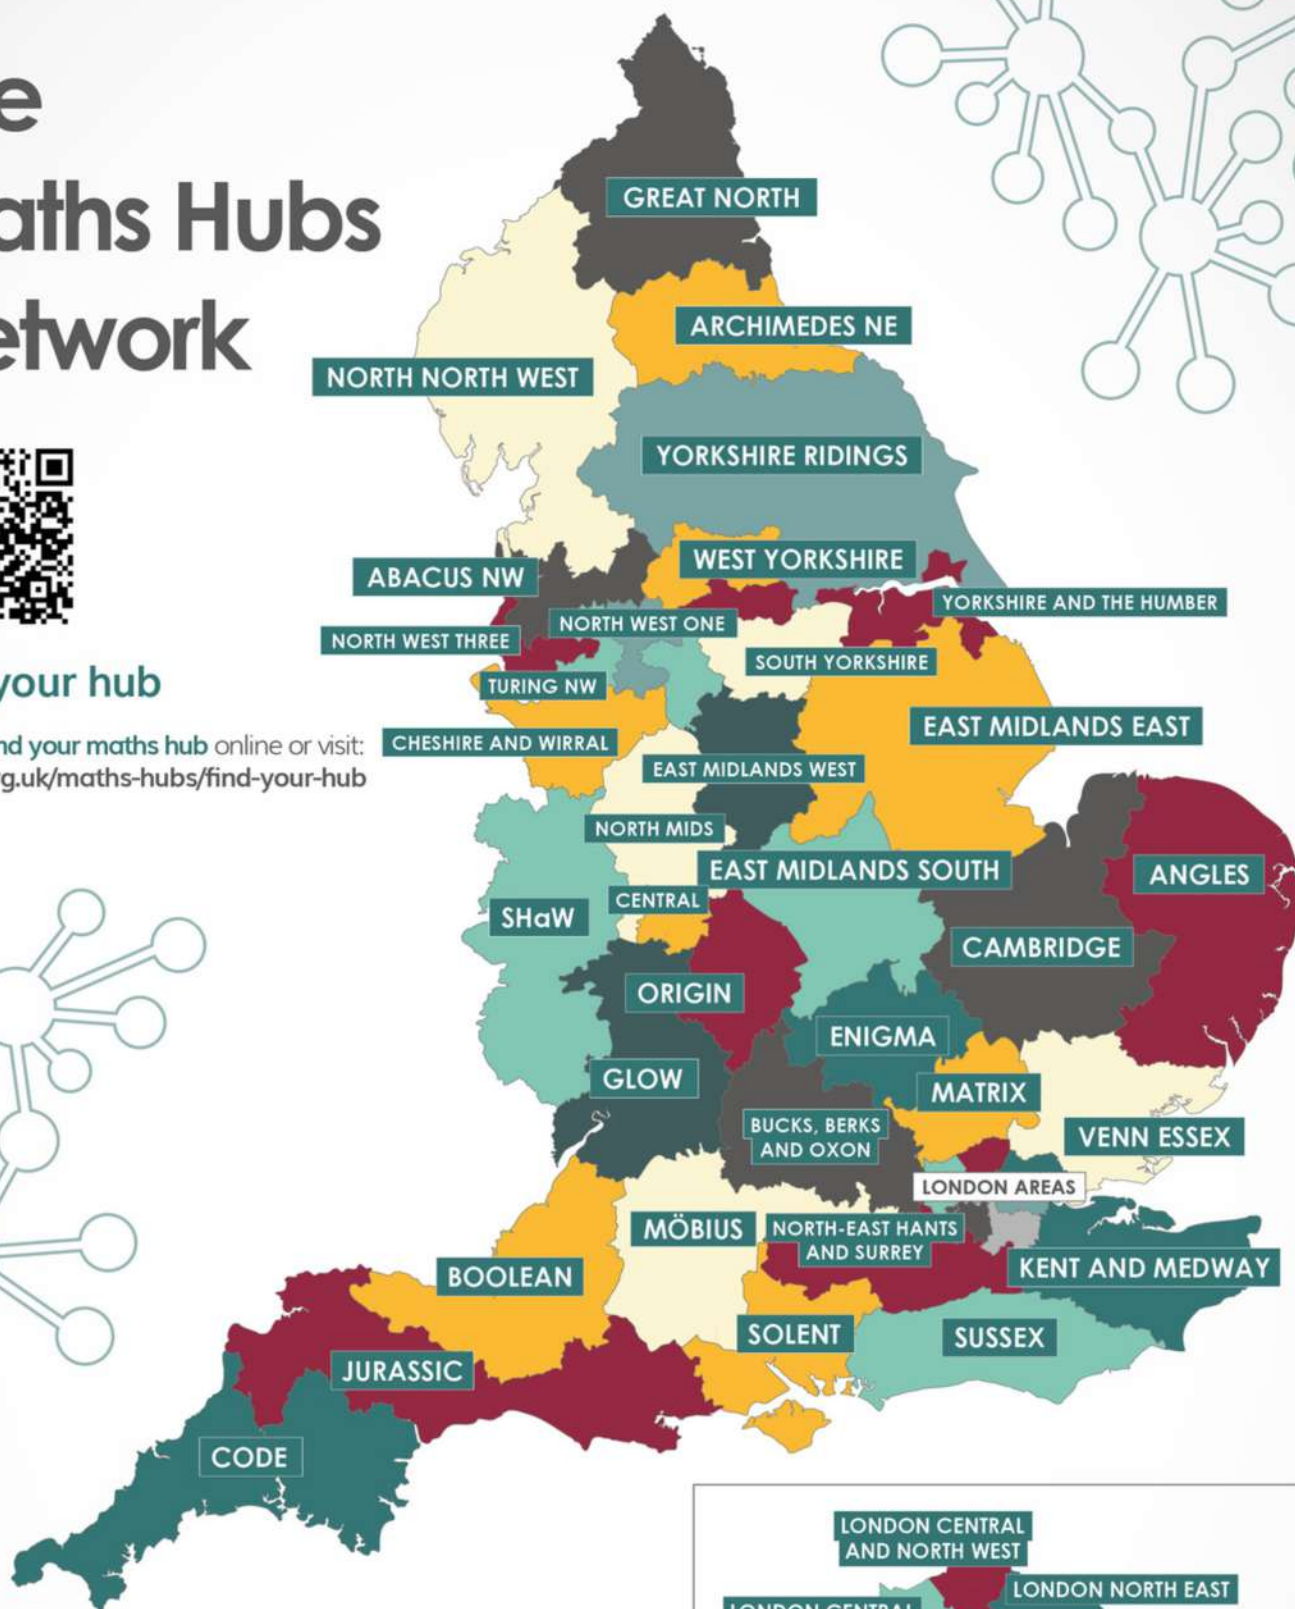 e
aths Hubs
etwork
your hub
nd your maths hub online or visit:
g.uk/maths-hubs/find-your-hub
GREAT NORTH
ARCHIMEDES NE
NORTH NORTH WEST
YORKSHIRE RIDINGS
WEST YORKSHIRE
ABACUS NW
YORKSHIRE AND THE HUMBER
NORTH WEST ONE
NORTH WEST THREE
SOUTH YORKSHIRE
TURING NW
EAST MIDLANDS EAST
CHESHIRE AND WIRRAL
EAST MIDLANDS WEST
NORTH MIDS
EAST MIDLANDS SOUTH
ANGLES
CENTRAL
SHaW
CAMBRIDGE
ORIGIN
ENIGMA
GLOW
MATRIX
BUCKS, BERKS
AND OXON
VENN ESSEX
LONDON AREAS
MÖBIUS
NORTH-EAST HANTS
AND SURREY
KENT AND MEDWAY
BOOLEAN
SOLENT
SUSSEX
JURASSIC
CODE
LONDON CENTRAL
AND NORTH WEST
LONDON NORTH EAST
LONDON CENTRAL